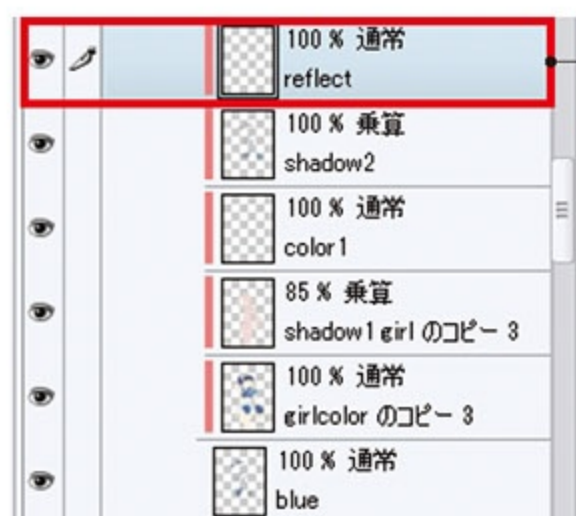 100 % 通常
reflect
100 % 乗算
shadow2
100 % 通常
color1
85 % 乗算
shadow1 girl のコピー 3
100 % 通常
girlcolor のコピー 3
100 % 通常
blue